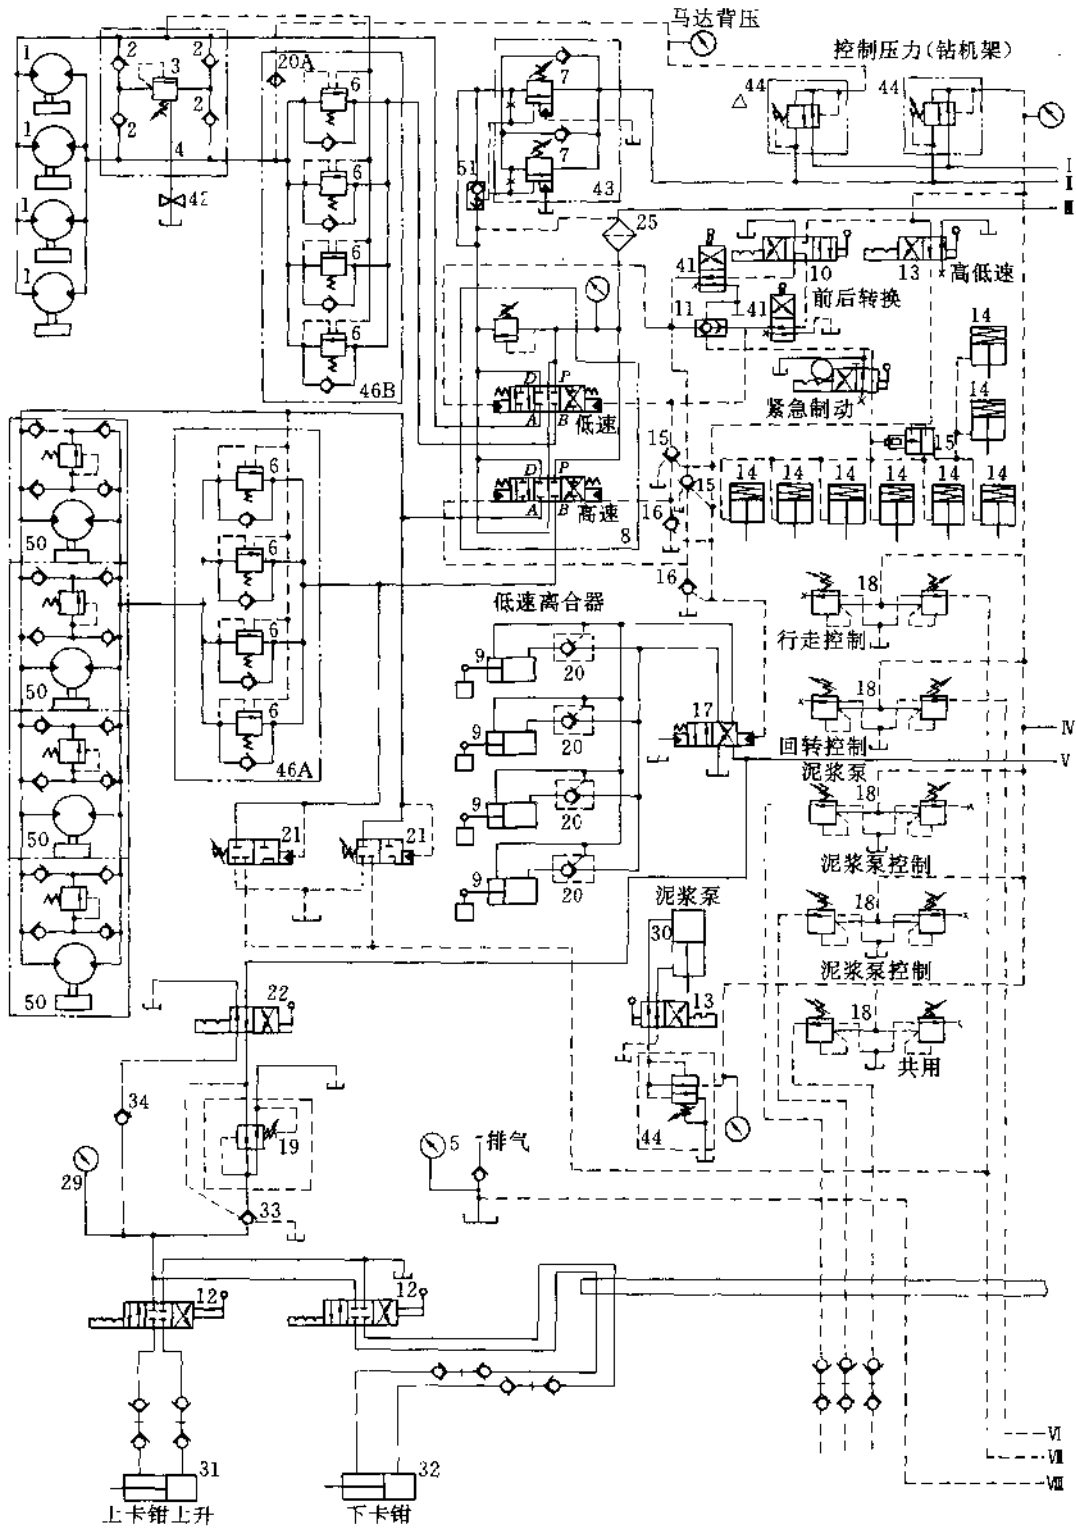 马达背压
控制压力(钻机架)
1 2 2 3 20A 6 7 44 44
2 2 1 4 7 Ⅰ
1 42 6 51 43 Ⅱ
25 Ⅲ
1 6 41 10 13 高低速
前后转换
11 41 14
6 46B
D P
A B 低速
紧急制动
14
15 15
6 D P 15 14 14 14 14 14 14
A B 高速
50 6 16 8
16
低速离合器
18
行走控制
6 9 20
50
18
6 17
9 20 回转控制 Ⅳ
46A 泥浆泵 Ⅴ
18
9 20
50 21 21
泥浆泵控制
9 20
泥浆泵 18
30
泥浆泵控制
50 22 13
18
共用
34
19 5 排气 44
29
33
12 12
Ⅵ
Ⅶ
31 32 Ⅷ
上卡钳上升 下卡钳